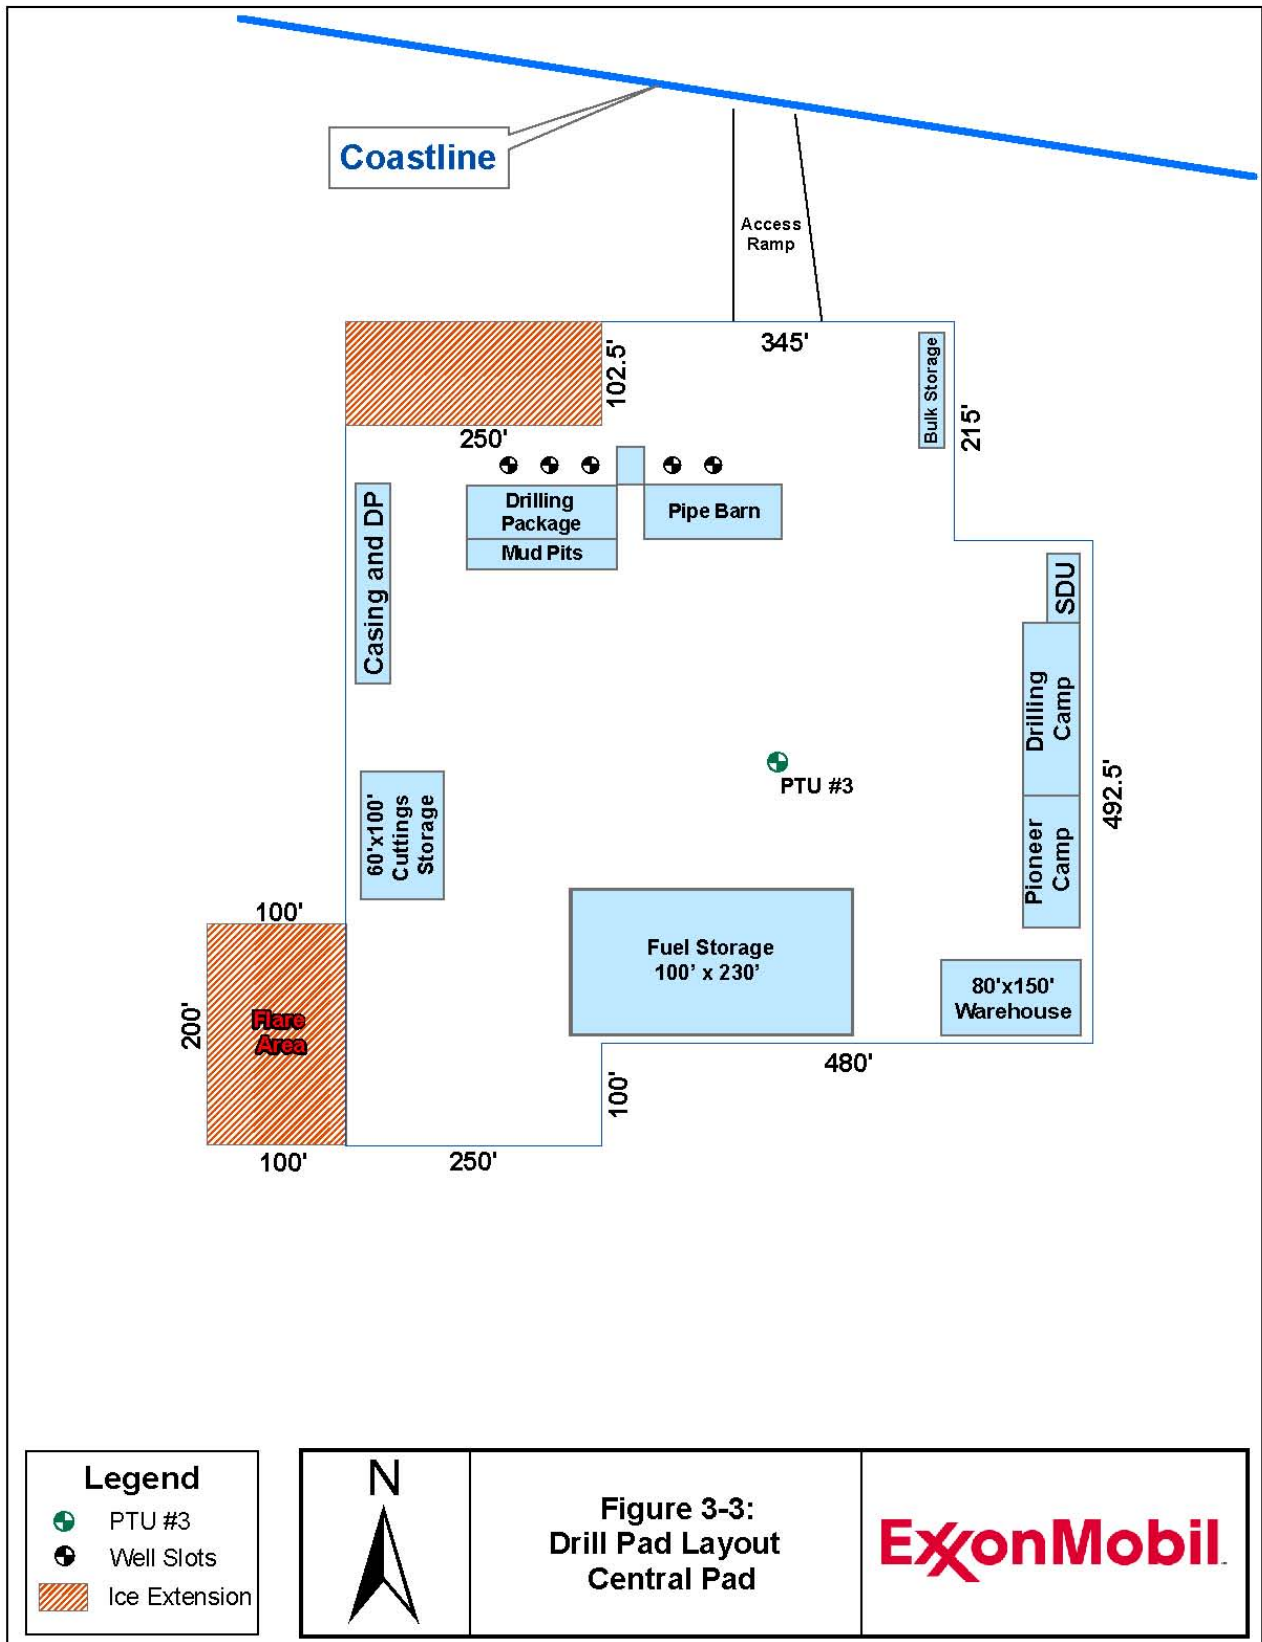 Coastline
Access
Ramp
345'
102.5'
Bulk Storage
215'
250'
Casing and DP
Drilling
Package
Pipe Barn
Mud Pits
SDU
Drilling
Camp
PTU #3
492.5'
60'x100'
Cuttings
Storage
Pioneer
Camp
100'
Fuel Storage
100' x 230'
80'x150'
Warehouse
200'
Flare
Area
480'
100'
100'
250'
Legend
PTU #3
Well Slots
Ice Extension
N
Figure 3-3:
Drill Pad Layout
Central Pad
ExxonMobil